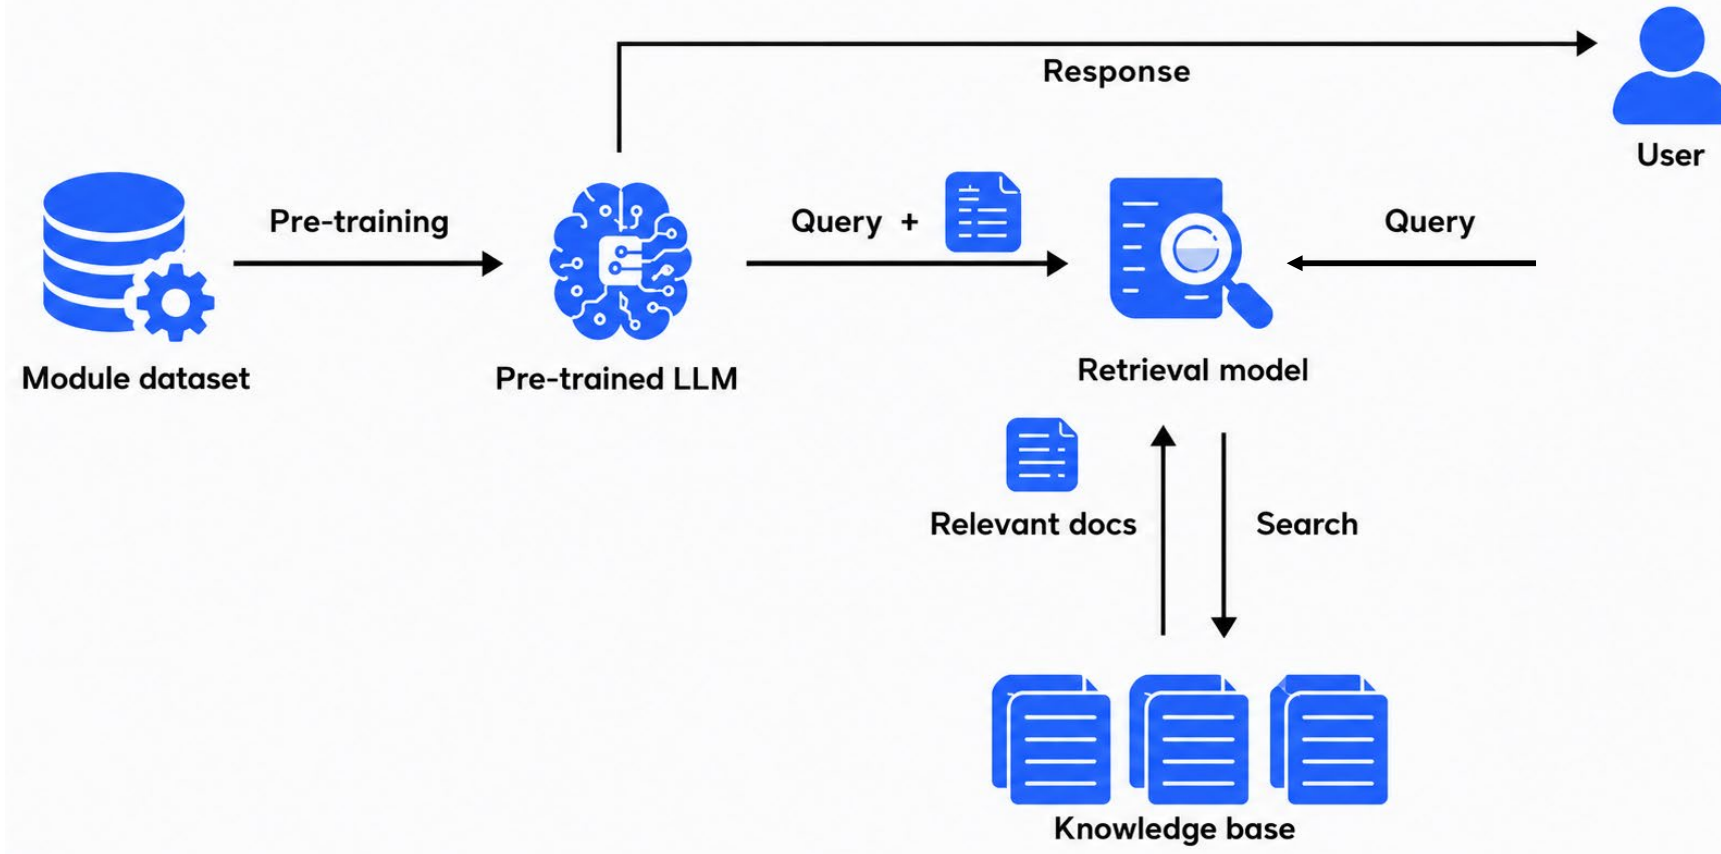 Response
User
Pre-training
Query +
Query
Module dataset
Pre-trained LLM
Retrieval model
Relevant docs
Search
Knowledge base